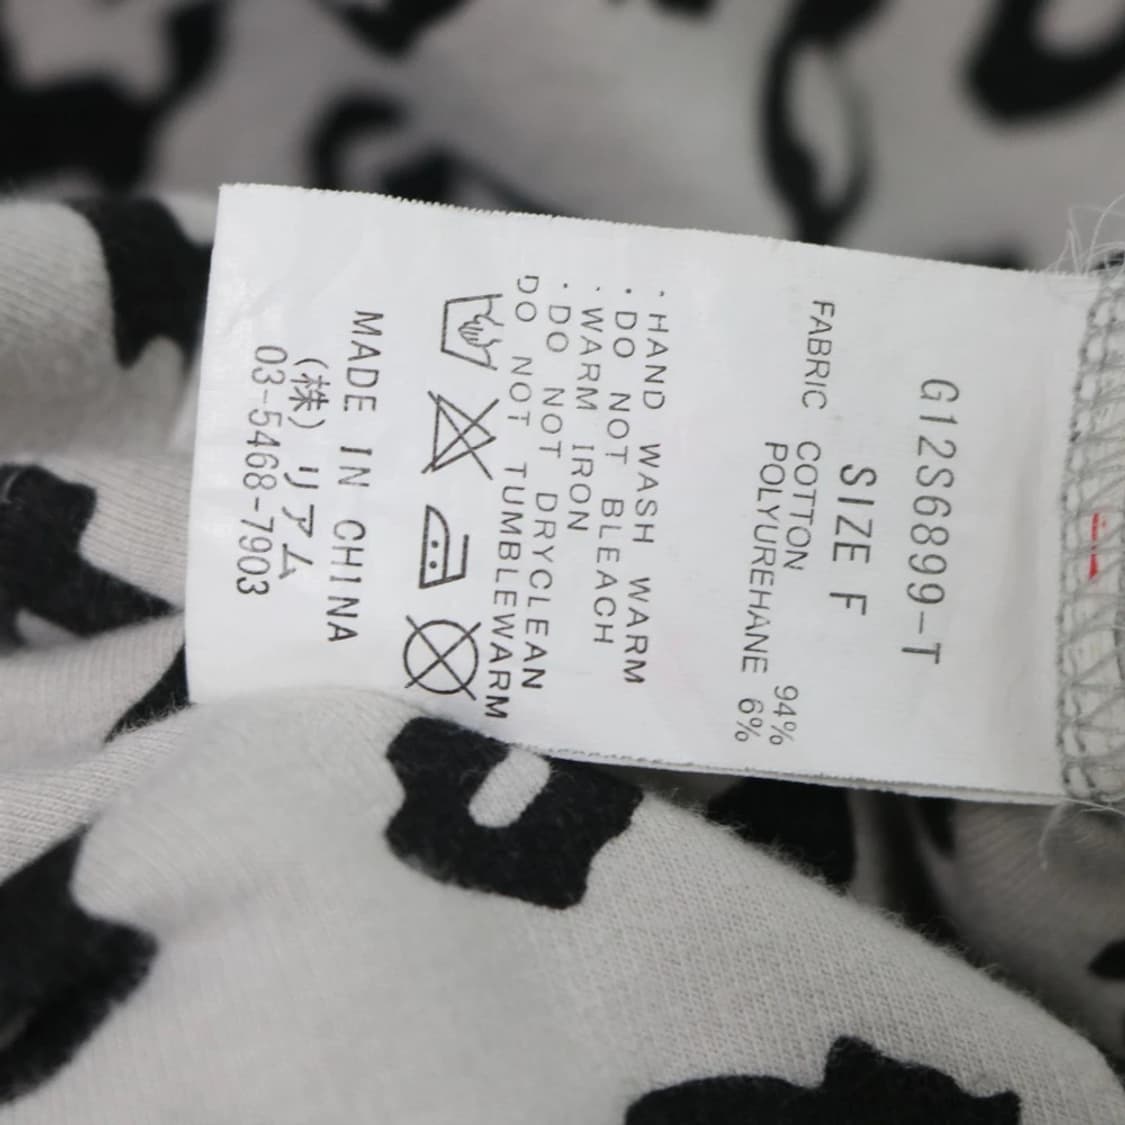 G12S6899-T
SIZE F
FABRIC COTTON 94%
POLYUREHANE 6%
・HAND WASH WARM
・DO NOT BLEACH
・WARM IRON
・DO NOT DRYCLEAN
DO NOT TUMBLEWARM
MADE IN CHINA
(株)リアム
03-5468-7903